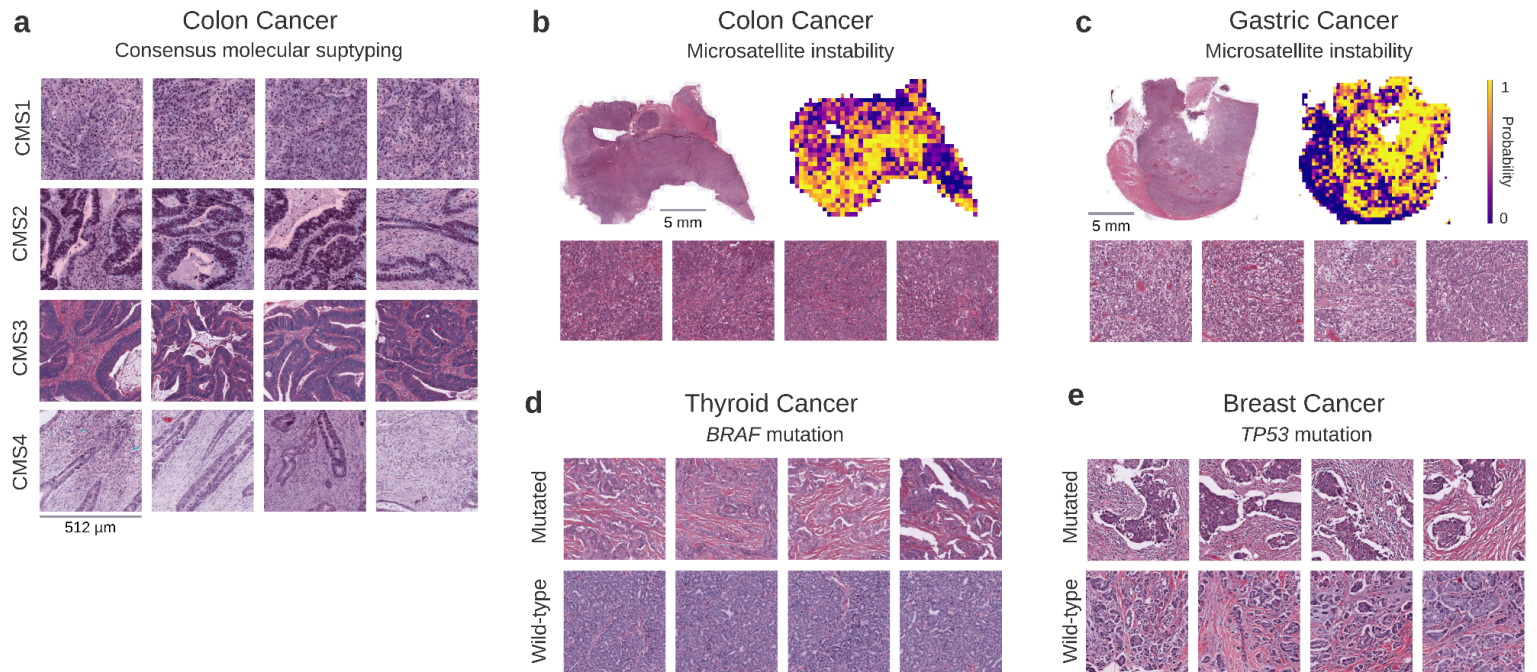 a
Colon Cancer
Consensus molecular suptyping
CMS1
CMS2
CMS3
CMS4
512 µm
b
Colon Cancer
Microsatellite instability
5 mm
c
Gastric Cancer
Microsatellite instability
5 mm
1
Probability
0
d
Thyroid Cancer
BRAF mutation
Mutated
Wild-type
e
Breast Cancer
TP53 mutation
Mutated
Wild-type